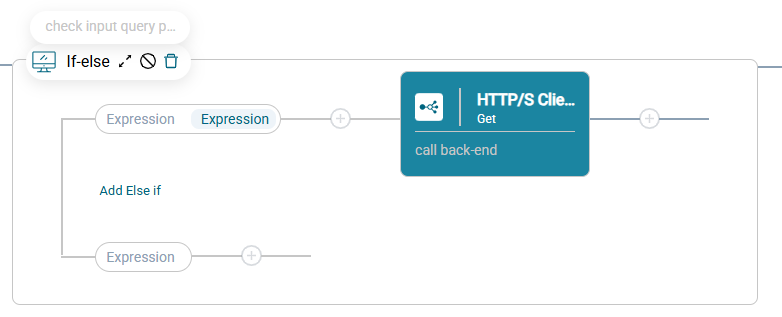 check input query p...
If-else
Expression Expression
HTTP/S Clie...
Get
call back-end
Add Else if
Expression